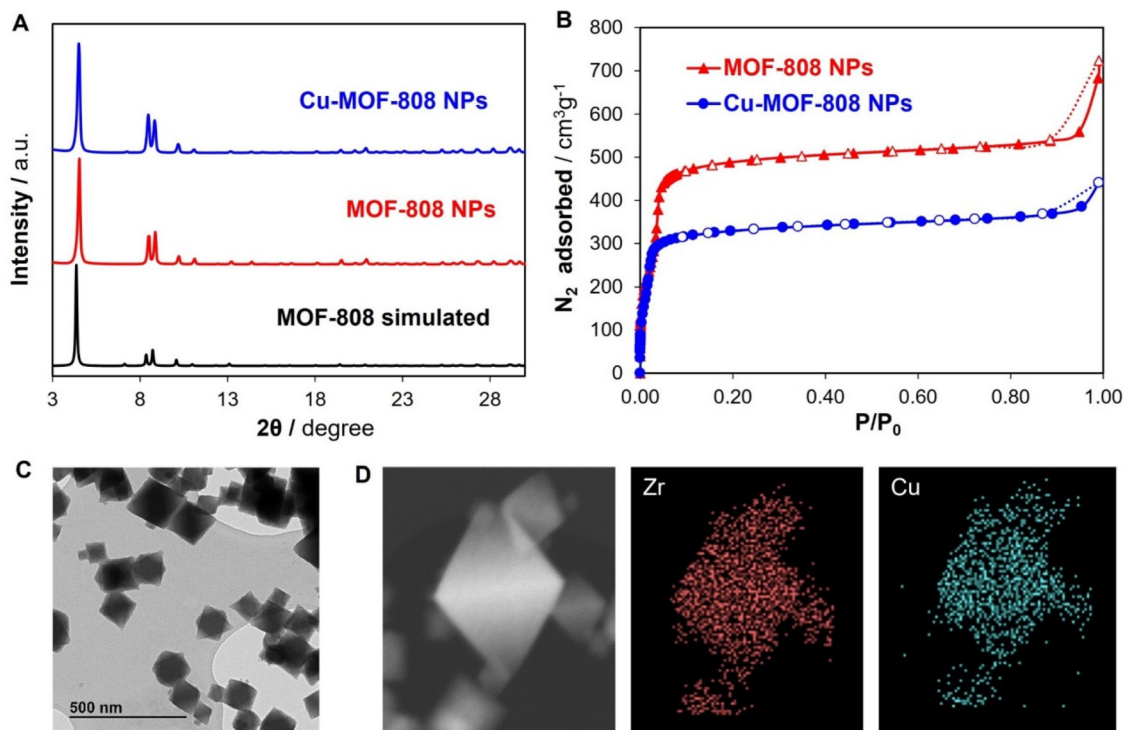 A
Cu-MOF-808 NPs
MOF-808 NPs
MOF-808 simulated
Intensity / a.u.
3 8 13 18 23 28
2θ / degree
B
MOF-808 NPs
Cu-MOF-808 NPs
N₂ adsorbed / cm³g⁻¹
800
700
600
500
400
300
200
100
0
0.00 0.20 0.40 0.60 0.80 1.00
P/P₀
C
500 nm
D
Zr
Cu